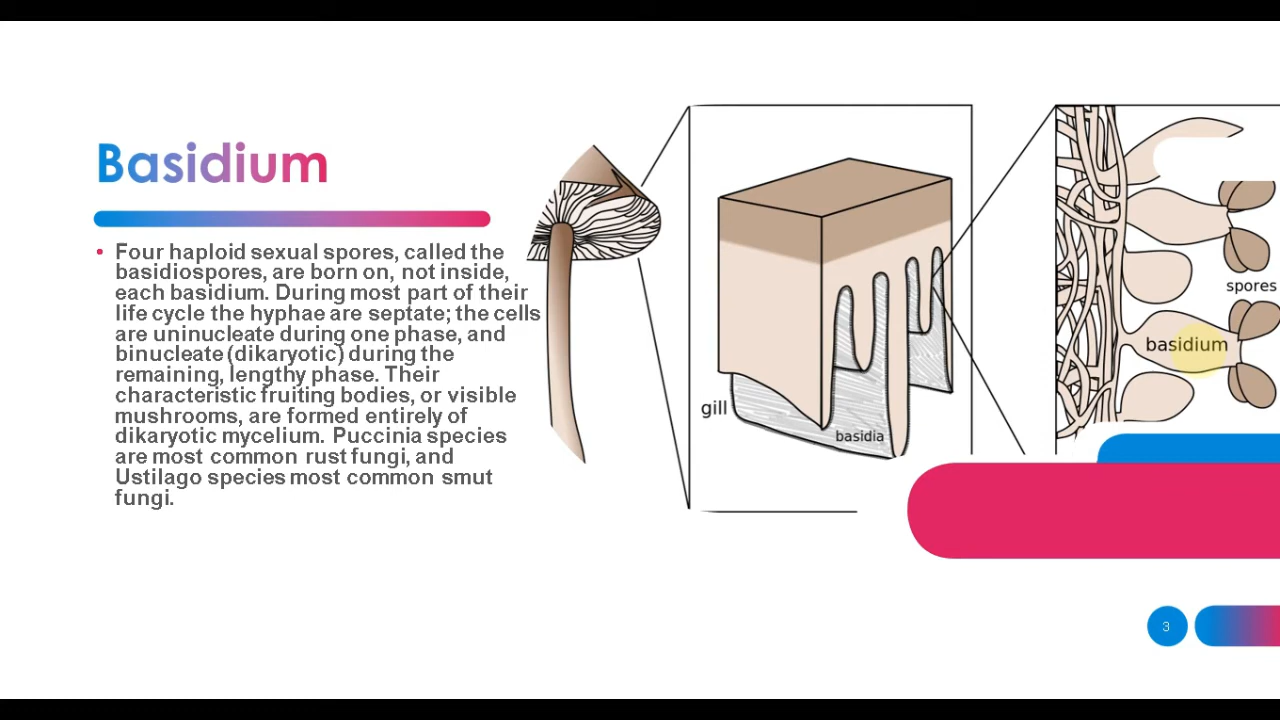 Basidium
• Four haploid sexual spores, called the
basidiospores, are born on, not inside,
each basidium. During most part of their
life cycle the hyphae are septate; the cells
are uninucleate during one phase, and
binucleate (dikaryotic) during the
remaining, lengthy phase. Their
characteristic fruiting bodies, or visible
mushrooms, are formed entirely of
dikaryotic mycelium. Puccinia species
are most common rust fungi, and
Ustilago species most common smut
fungi.
gill
basidia
spores
basidium
3